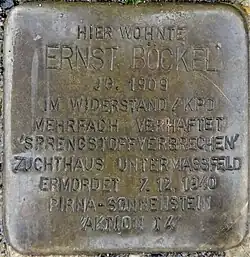 HIER WOHNTE
ERNST BÖCKEL
JG. 1909
IM WIDERSTAND / KPD
MEHRFACH VERHAFTET
'SPRENGSTOFFVERBRECHEN'
ZUCHTHAUS UNTERMASSFELD
ERMORDET 7.12.1940
PIRNA-SONNENSTEIN
AKTION T4